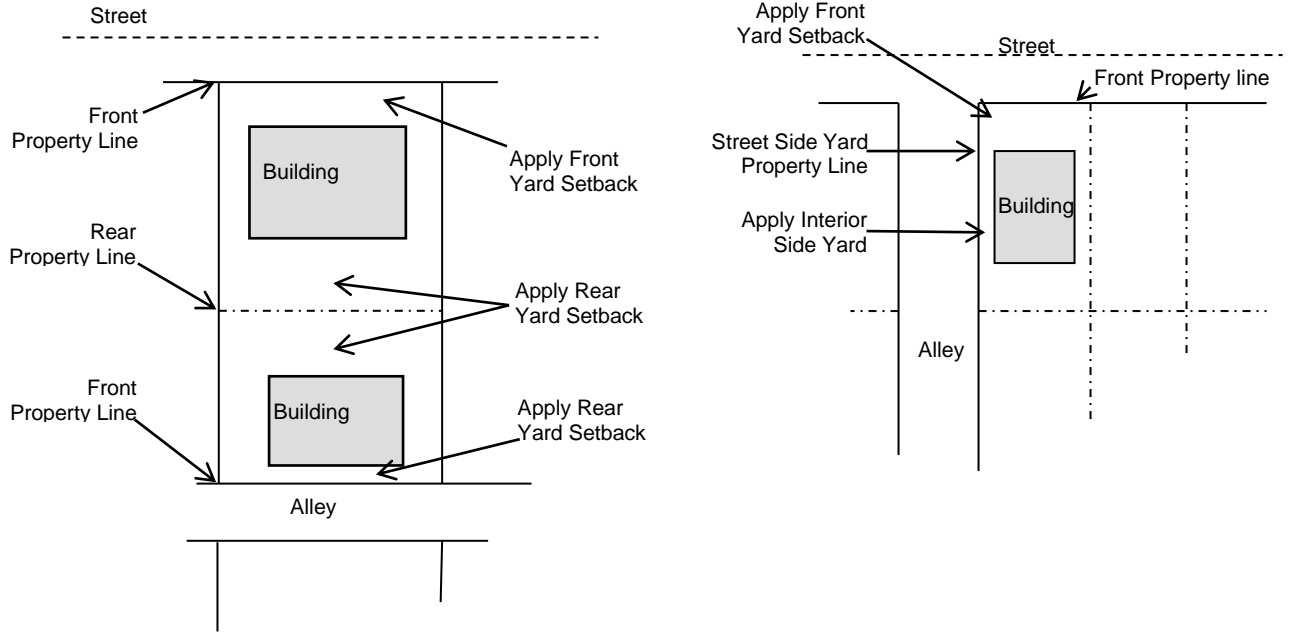 Street
Front
Property Line
Building
Apply Front
Yard Setback
Rear
Property Line
Apply Rear
Yard Setback
Front
Property Line
Building
Apply Rear
Yard Setback
Alley
Apply Front
Yard Setback
Street
Front Property line
Street Side Yard
Property Line
Building
Apply Interior
Side Yard
Alley